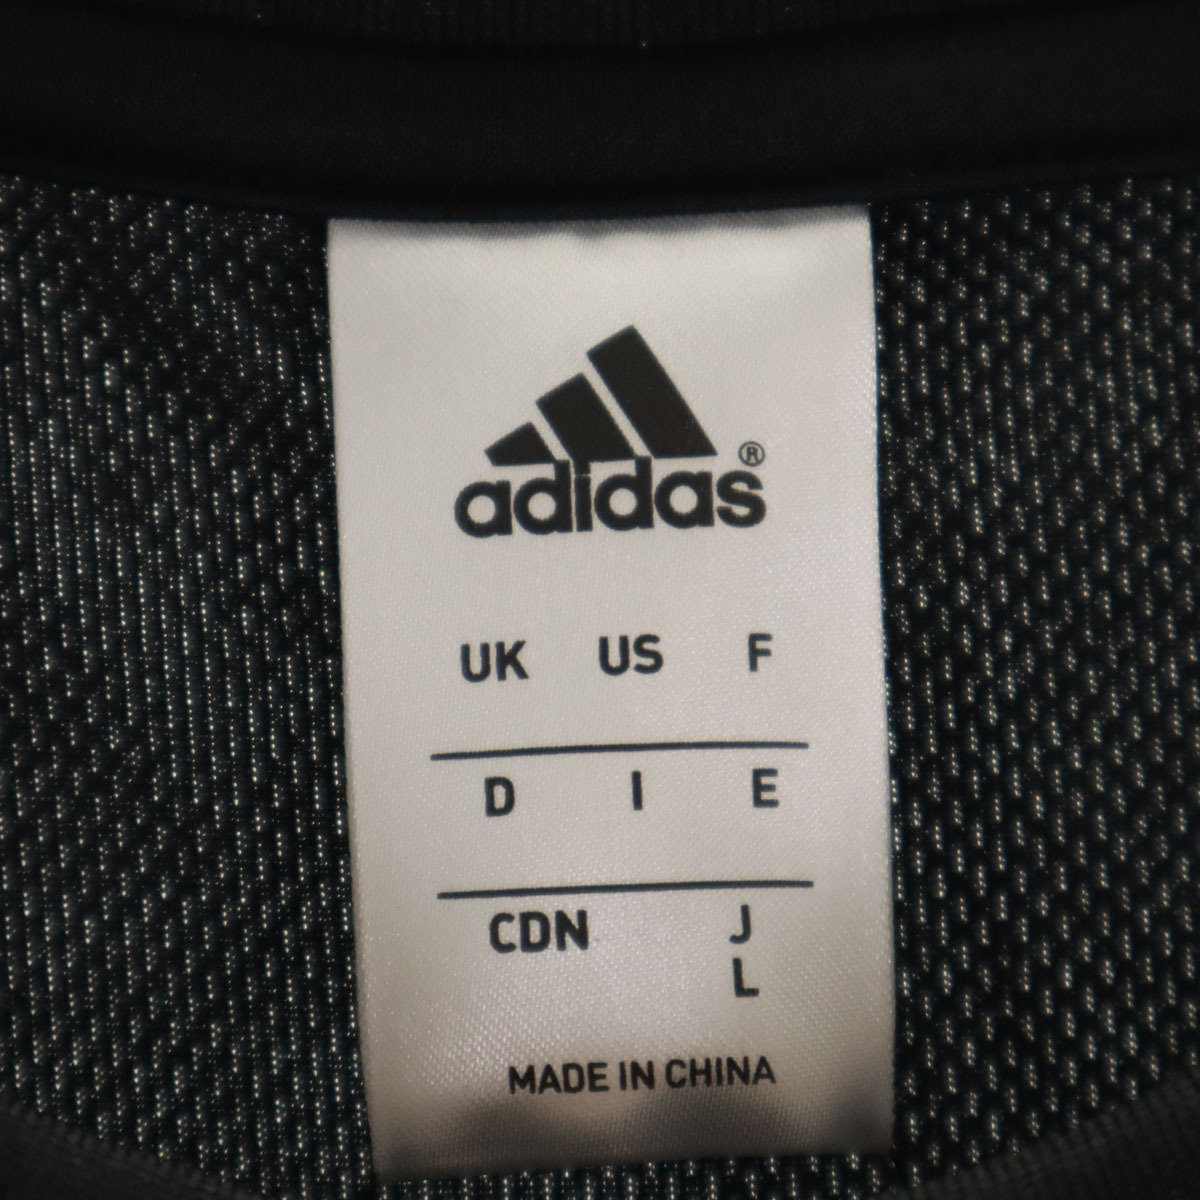 adidas®
UK US F
D I E
CDN J
L
MADE IN CHINA